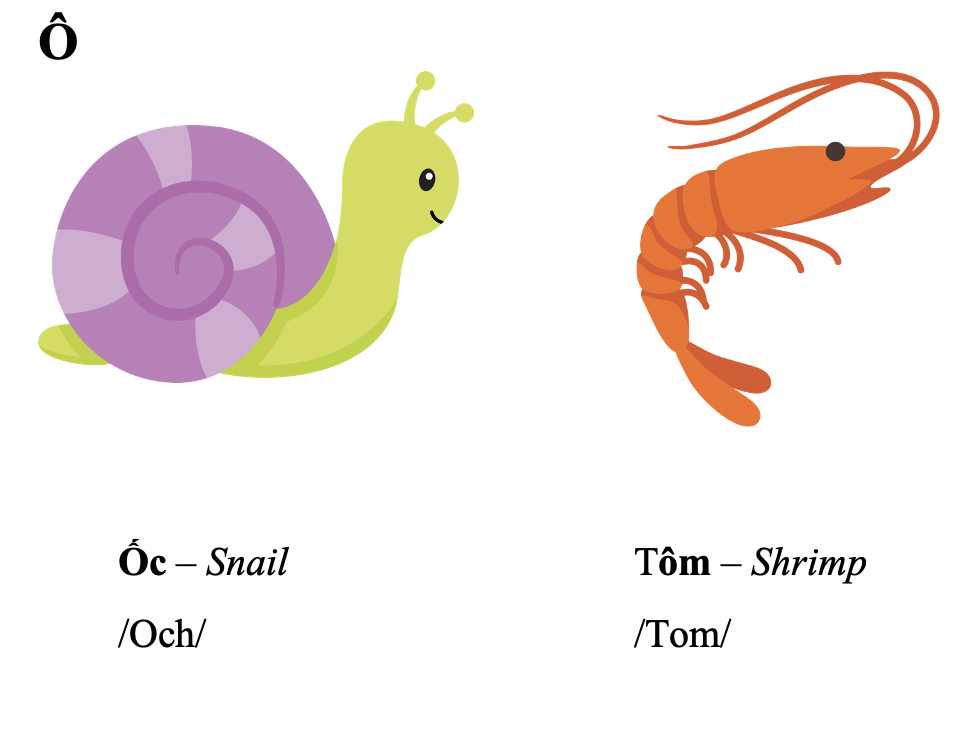 Ô
Ốc – Snail
/Och/
Tôm – Shrimp
/Tom/